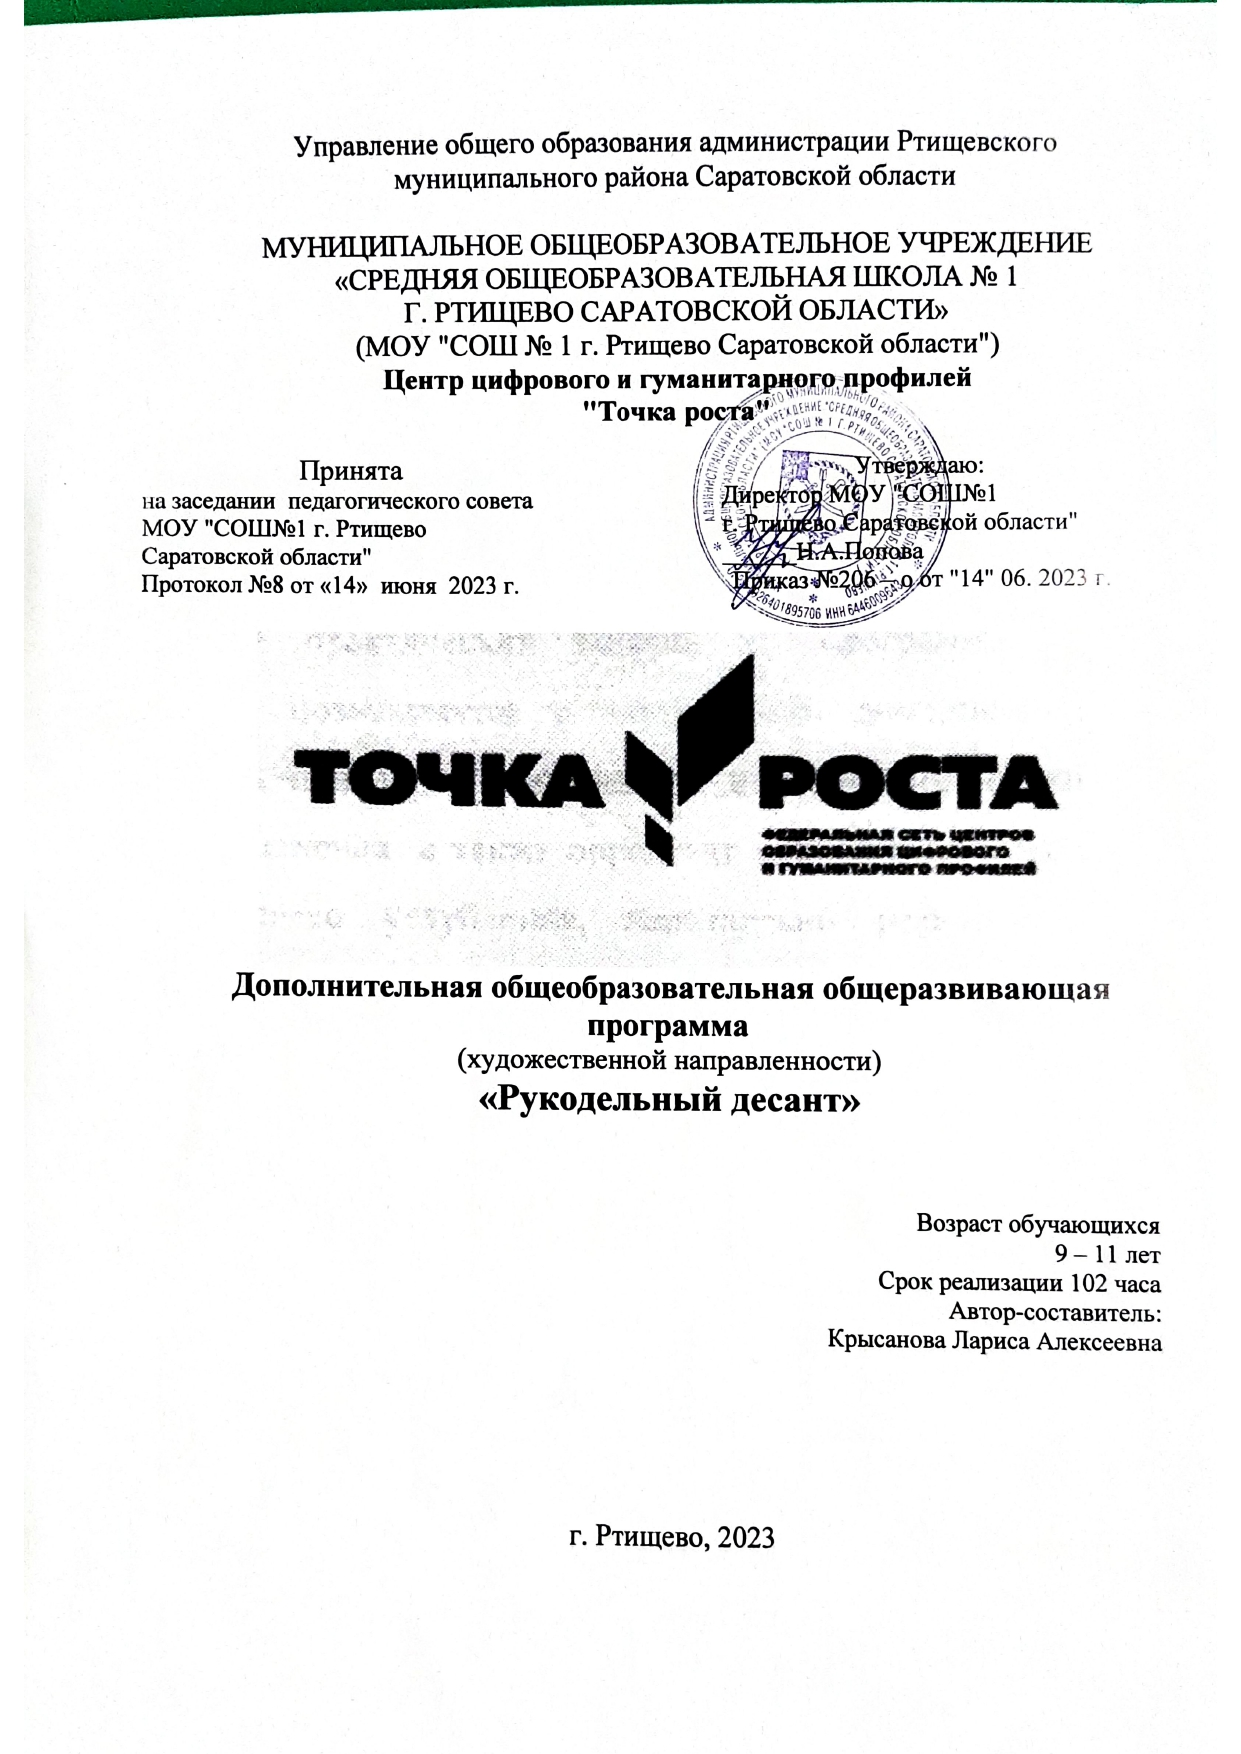 Управление общего образования администрации Ртищевского
муниципального района Саратовской области
МУНИЦИПАЛЬНОЕ ОБЩЕОБРАЗОВАТЕЛЬНОЕ УЧРЕЖДЕНИЕ
«СРЕДНЯЯ ОБЩЕОБРАЗОВАТЕЛЬНАЯ ШКОЛА № 1
Г. РТИЩЕВО САРАТОВСКОЙ ОБЛАСТИ»
(МОУ "СОШ № 1 г. Ртищево Саратовской области")
Центр цифрового и гуманитарного профилей
"Точка роста"
Принята
на заседании педагогического совета
МОУ "СОШ№1 г. Ртищево
Саратовской области"
Протокол №8 от «14» июня 2023 г.
Утверждаю:
Директор МОУ "СОШ№1
г. Ртищево Саратовской области"
Н.А.Попова
Приказ №206 – о от "14" 06. 2023 г.
ТОЧКА РОСТА
ФЕДЕРАЛЬНАЯ СЕТЬ ЦЕНТРОВ
ОБРАЗОВАНИЯ ЦИФРОВОГО
И ГУМАНИТАРНОГО ПРОФИЛЕЙ
Дополнительная общеобразовательная общеразвивающая
программа
(художественной направленности)
«Рукодельный десант»
Возраст обучающихся
9 – 11 лет
Срок реализации 102 часа
Автор-составитель:
Крысанова Лариса Алексеевна
г. Ртищево, 2023